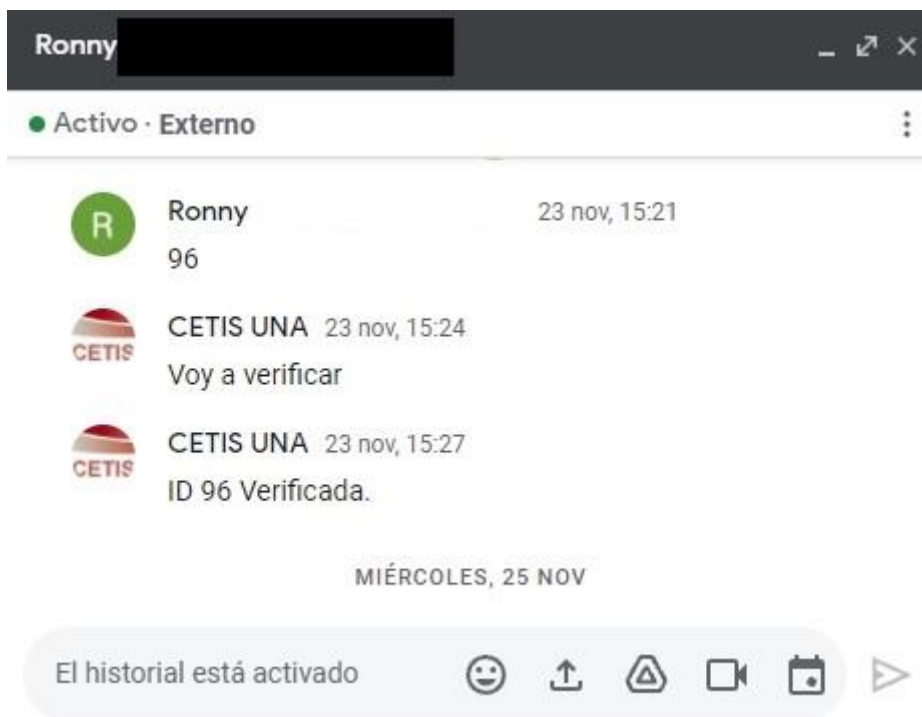 Ronny
Activo · Externo
R
Ronny 23 nov, 15:21
96
CETIS
CETIS UNA 23 nov, 15:24
Voy a verificar
CETIS
CETIS UNA 23 nov, 15:27
ID 96 Verificada.
MIÉRCOLES, 25 NOV
El historial está activado